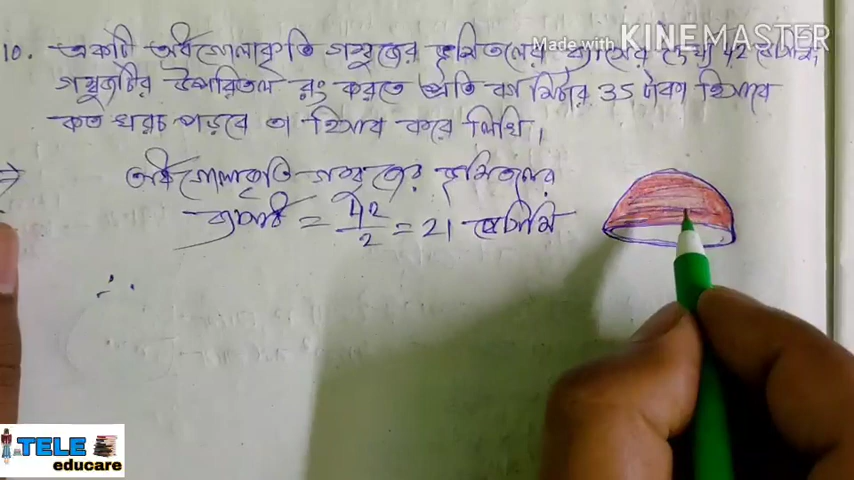 Made with KINEMASTER
10. একটি অর্ধগোলাকৃতি গম্বুজের ভূমিতলের ব্যাসের দৈর্ঘ্য 42
গম্বুজটির উপরিতল রং করতে প্রতি বর্গ মিটার 35 টাকা হিসাবে
কত খরচ পড়বে তা হিসাব করে লিখি।
⇒ অর্ধগোলাকৃতি গম্বুজের ভূমিতলের
ব্যাসার্ধ = 42/2 = 21 সেটিমি
∴
TELE
educare